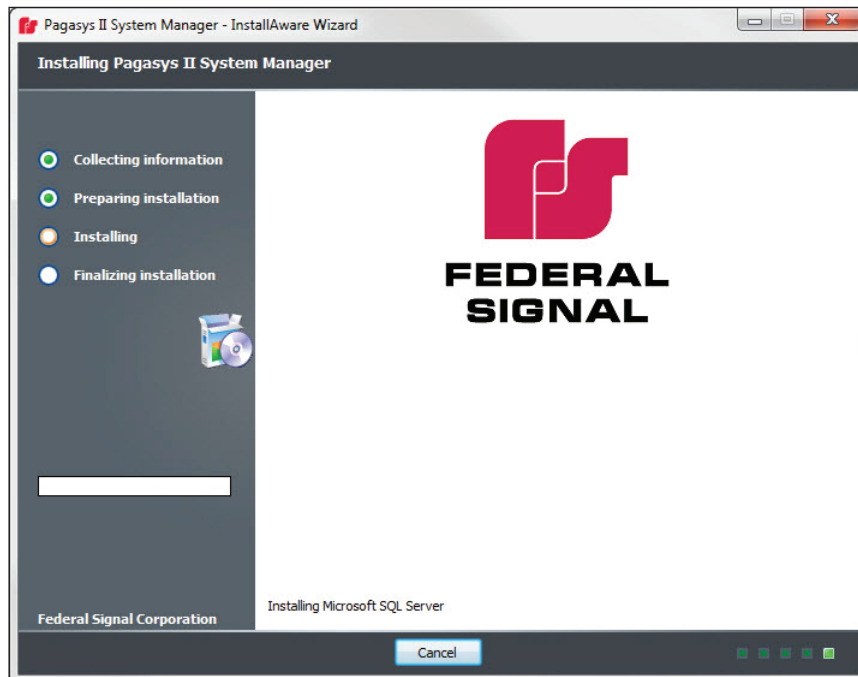 Pagasys II System Manager - InstallAware Wizard
Installing Pagasys II System Manager
Collecting information
Preparing installation
Installing
Finalizing installation
FEDERAL
SIGNAL
Installing Microsoft SQL Server
Federal Signal Corporation
Cancel